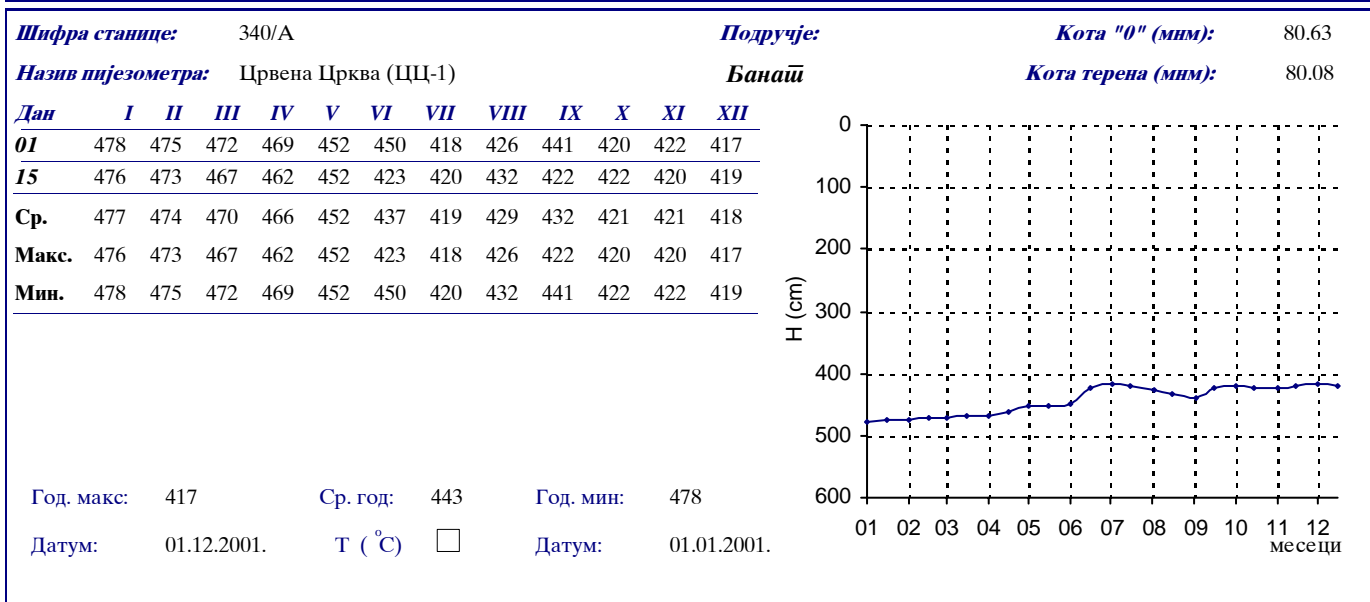 Шифра станице: 340/А Подручје: Кота "0" (мнм): 80.63
Назив пијезометра: Црвена Црква (ЦЦ-1) Банат Кота терена (мнм): 80.08
Дан I II III IV V VI VII VIII IX X XI XII
01 478 475 472 469 452 450 418 426 441 420 422 417
15 476 473 467 462 452 423 420 432 422 422 420 419
Ср. 477 474 470 466 452 437 419 429 432 421 421 418
Макс. 476 473 467 462 452 423 418 426 422 420 420 417
Мин. 478 475 472 469 452 450 420 432 441 422 422 419
Год. макс: 417 Ср. год: 443 Год. мин: 478
Датум: 01.12.2001. Т ( °С) Датум: 01.01.2001.
H (cm)
0
100
200
300
400
500
600
01 02 03 04 05 06 07 08 09 10 11 12
месеци